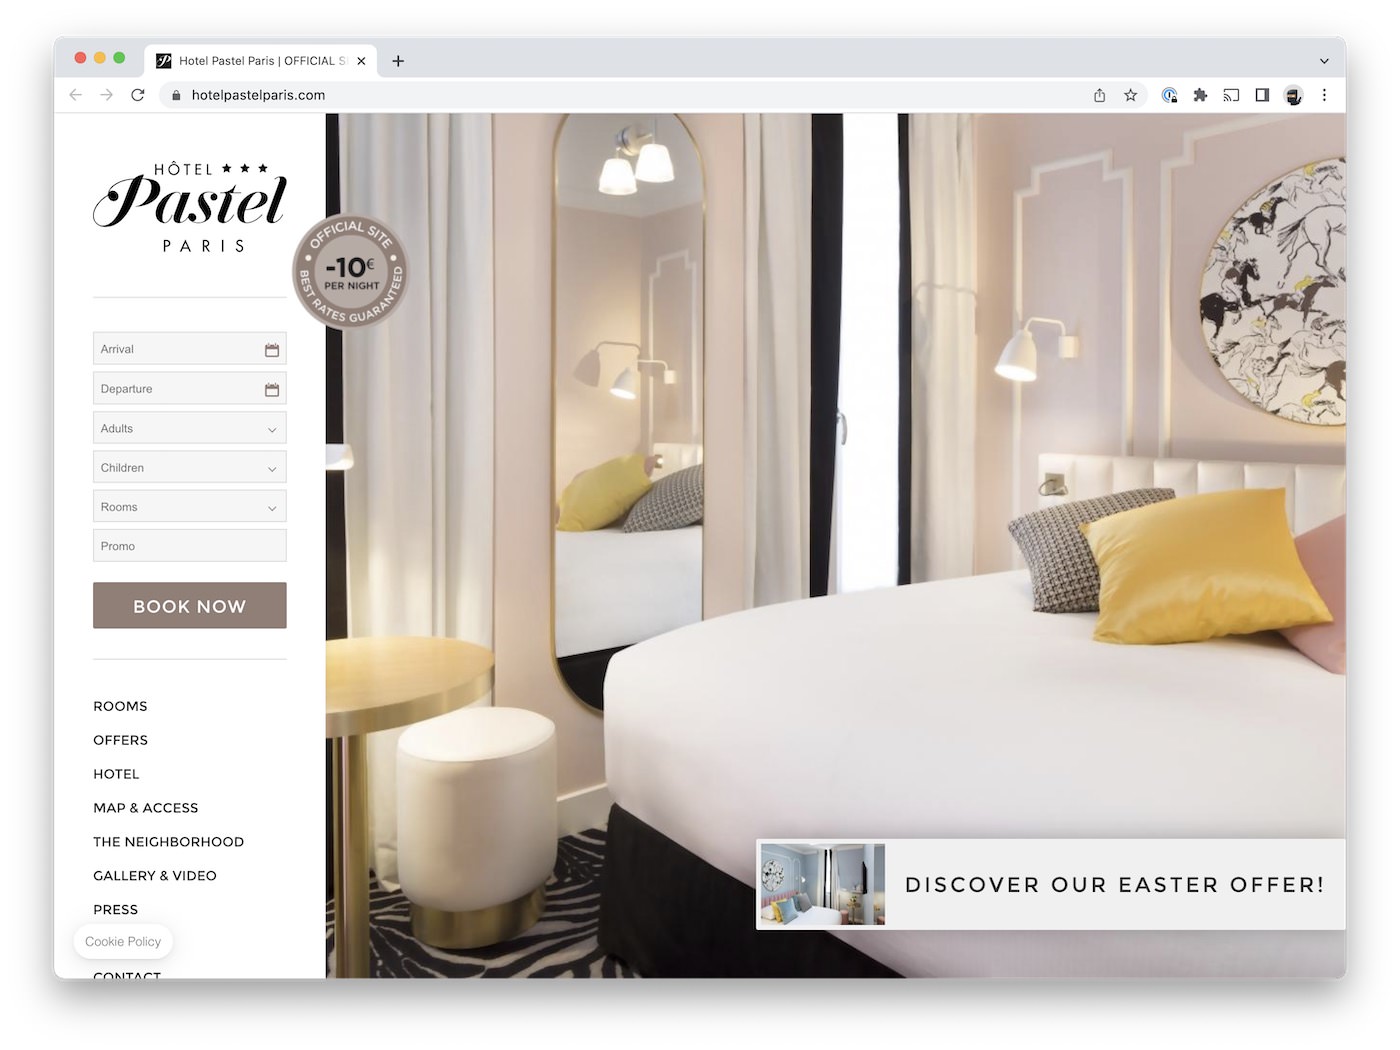 Hotel Pastel Paris | OFFICIAL S
hotelpastelparis.com
HÔTEL ★★★
Pastel
PARIS
OFFICIAL SITE
-10€
PER NIGHT
BEST RATES GUARANTEED
Arrival
Departure
Adults
Children
Rooms
Promo
BOOK NOW
ROOMS
OFFERS
HOTEL
MAP & ACCESS
THE NEIGHBORHOOD
GALLERY & VIDEO
PRESS
Cookie Policy
CONTACT
DISCOVER OUR EASTER OFFER!